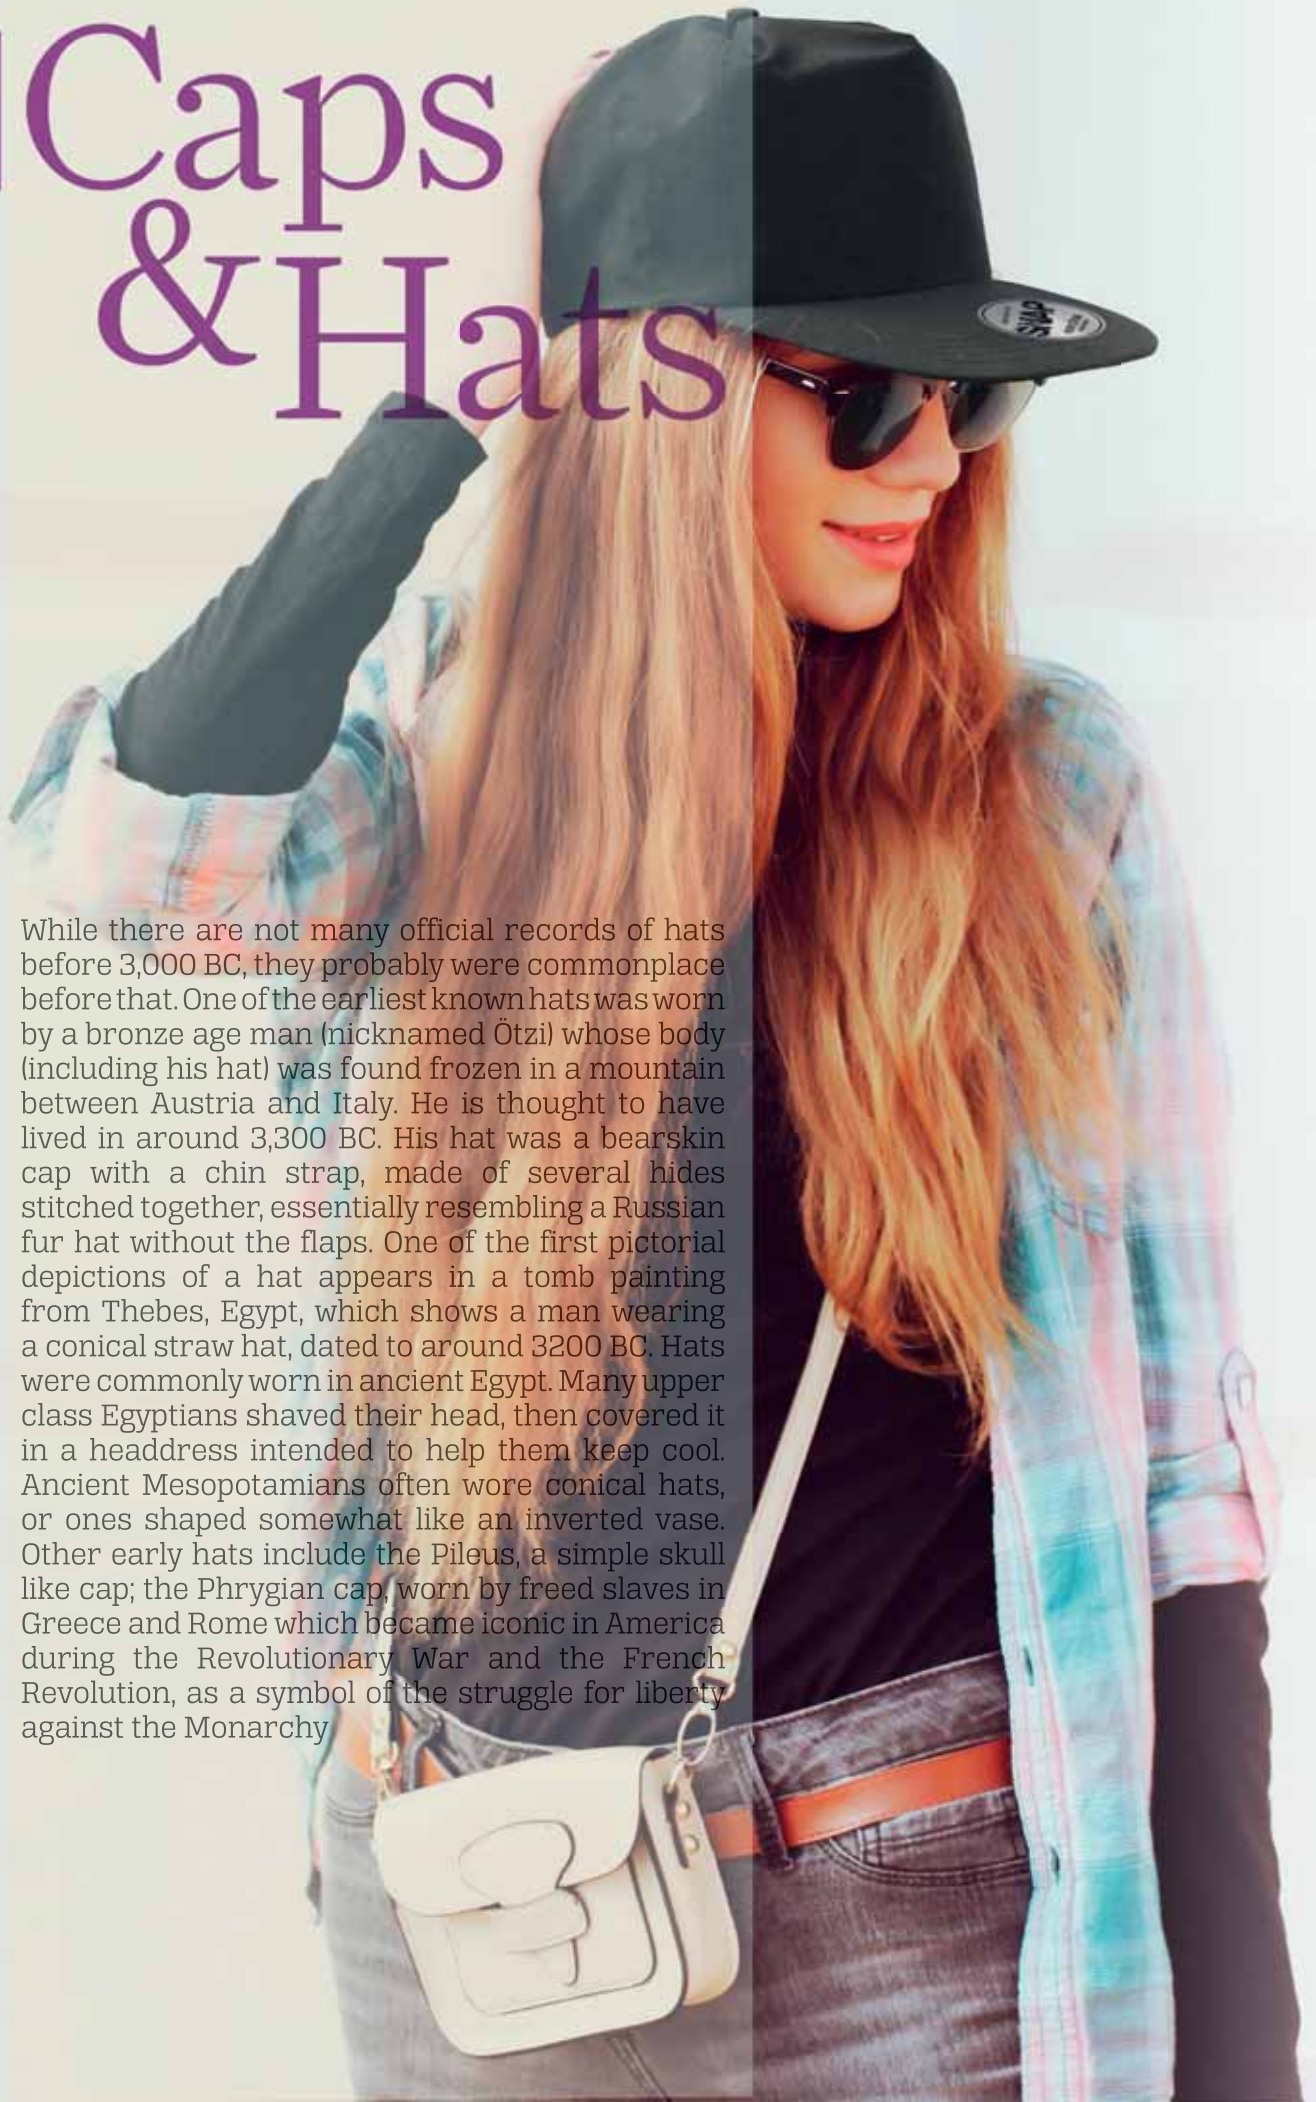 Caps
&Hats
SNAP
While there are not many official records of hats
before 3,000 BC, they probably were commonplace
before that. One of the earliest known hats was worn
by a bronze age man (nicknamed Ötzi) whose body
(including his hat) was found frozen in a mountain
between Austria and Italy. He is thought to have
lived in around 3,300 BC. His hat was a bearskin
cap with a chin strap, made of several hides
stitched together, essentially resembling a Russian
fur hat without the flaps. One of the first pictorial
depictions of a hat appears in a tomb painting
from Thebes, Egypt, which shows a man wearing
a conical straw hat, dated to around 3200 BC. Hats
were commonly worn in ancient Egypt. Many upper
class Egyptians shaved their head, then covered it
in a headdress intended to help them keep cool.
Ancient Mesopotamians often wore conical hats,
or ones shaped somewhat like an inverted vase.
Other early hats include the Pileus, a simple skull
like cap; the Phrygian cap, worn by freed slaves in
Greece and Rome which became iconic in America
during the Revolutionary War and the French
Revolution, as a symbol of the struggle for liberty
against the Monarchy